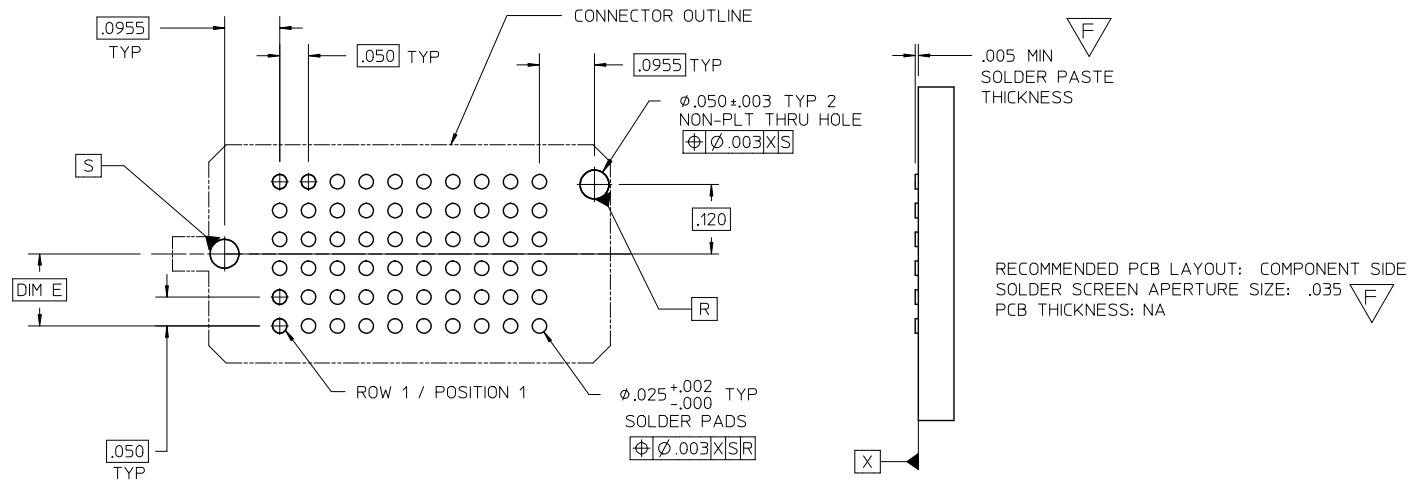 CONNECTOR OUTLINE
.0955
TYP
.050 TYP
.0955 TYP
F
.005 MIN
SOLDER PASTE
THICKNESS
Ø.050±.003 TYP 2
NON-PLT THRU HOLE
⌖ Ø.003 X S
S
.120
DIM E
RECOMMENDED PCB LAYOUT: COMPONENT SIDE
SOLDER SCREEN APERTURE SIZE: .035 F
PCB THICKNESS: NA
R
ROW 1 / POSITION 1
Ø.025 +.002 TYP
-.000
SOLDER PADS
⌖ Ø.003 X S R
.050
TYP
X